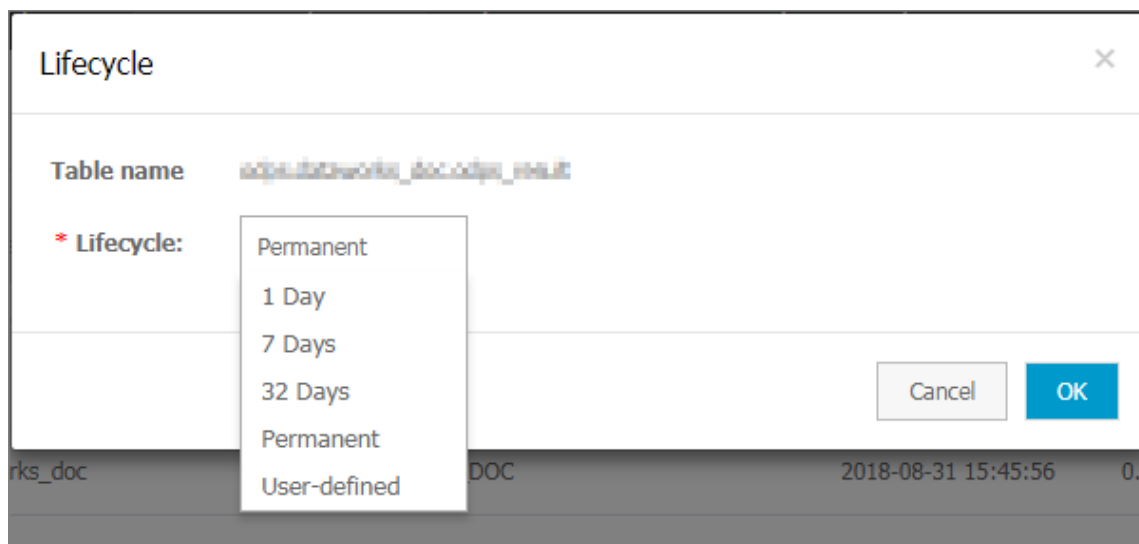 Lifecycle
Table name
* Lifecycle:
Permanent
1 Day
7 Days
32 Days
Permanent
User-defined
Cancel OK
rks_doc DOC 2018-08-31 15:45:56 0.